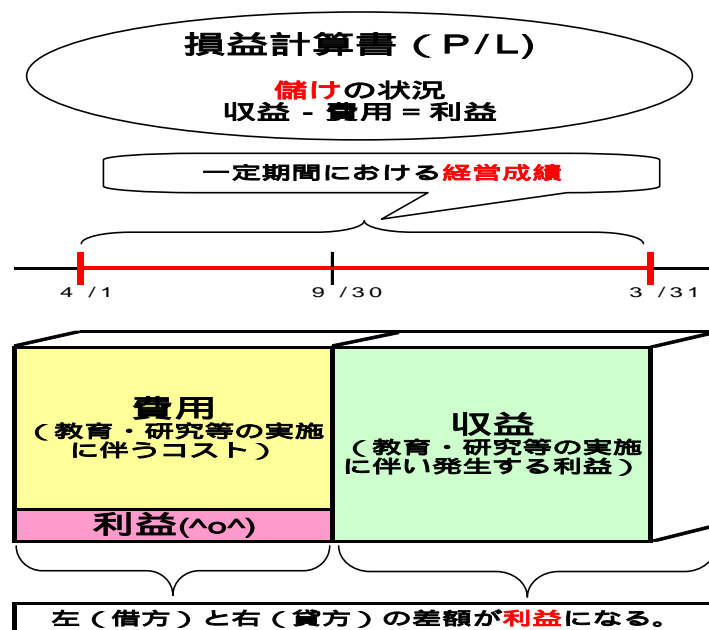 損益計算書（P/L)
儲けの状況
収益 - 費用 = 利益
一定期間における経営成績
4 /1
9 /30
3 /31
費用
（教育・研究等の実施
に伴うコスト）
利益(^o^)
収益
（教育・研究等の実施
に伴い発生する利益）
左（借方）と右（貸方）の差額が利益になる。